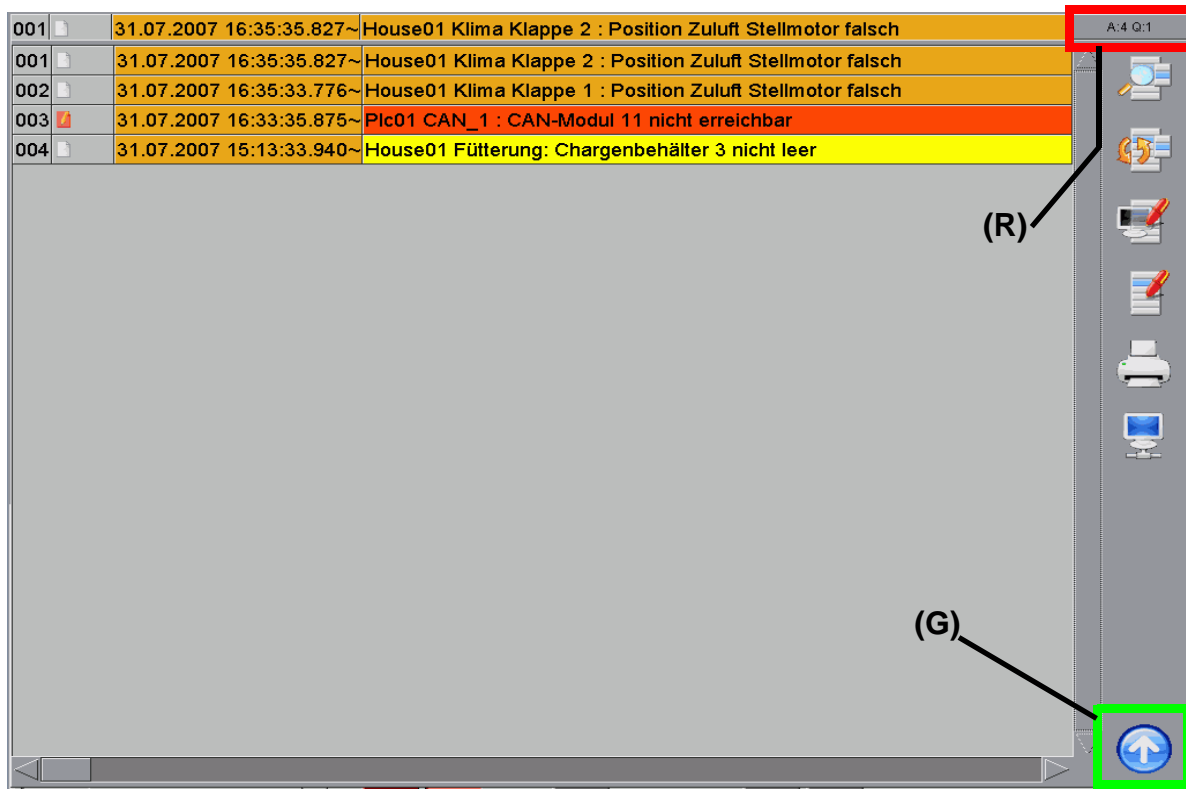 001 31.07.2007 16:35:35.827~ House01 Klima Klappe 2 : Position Zuluft Stellmotor falsch A:4 Q:1
001 31.07.2007 16:35:35.827~ House01 Klima Klappe 2 : Position Zuluft Stellmotor falsch
002 31.07.2007 16:35:33.776~ House01 Klima Klappe 1 : Position Zuluft Stellmotor falsch
003 31.07.2007 16:33:35.875~ Plc01 CAN_1 : CAN-Modul 11 nicht erreichbar
004 31.07.2007 15:13:33.940~ House01 Fütterung: Chargenbehälter 3 nicht leer
(R)
(G)